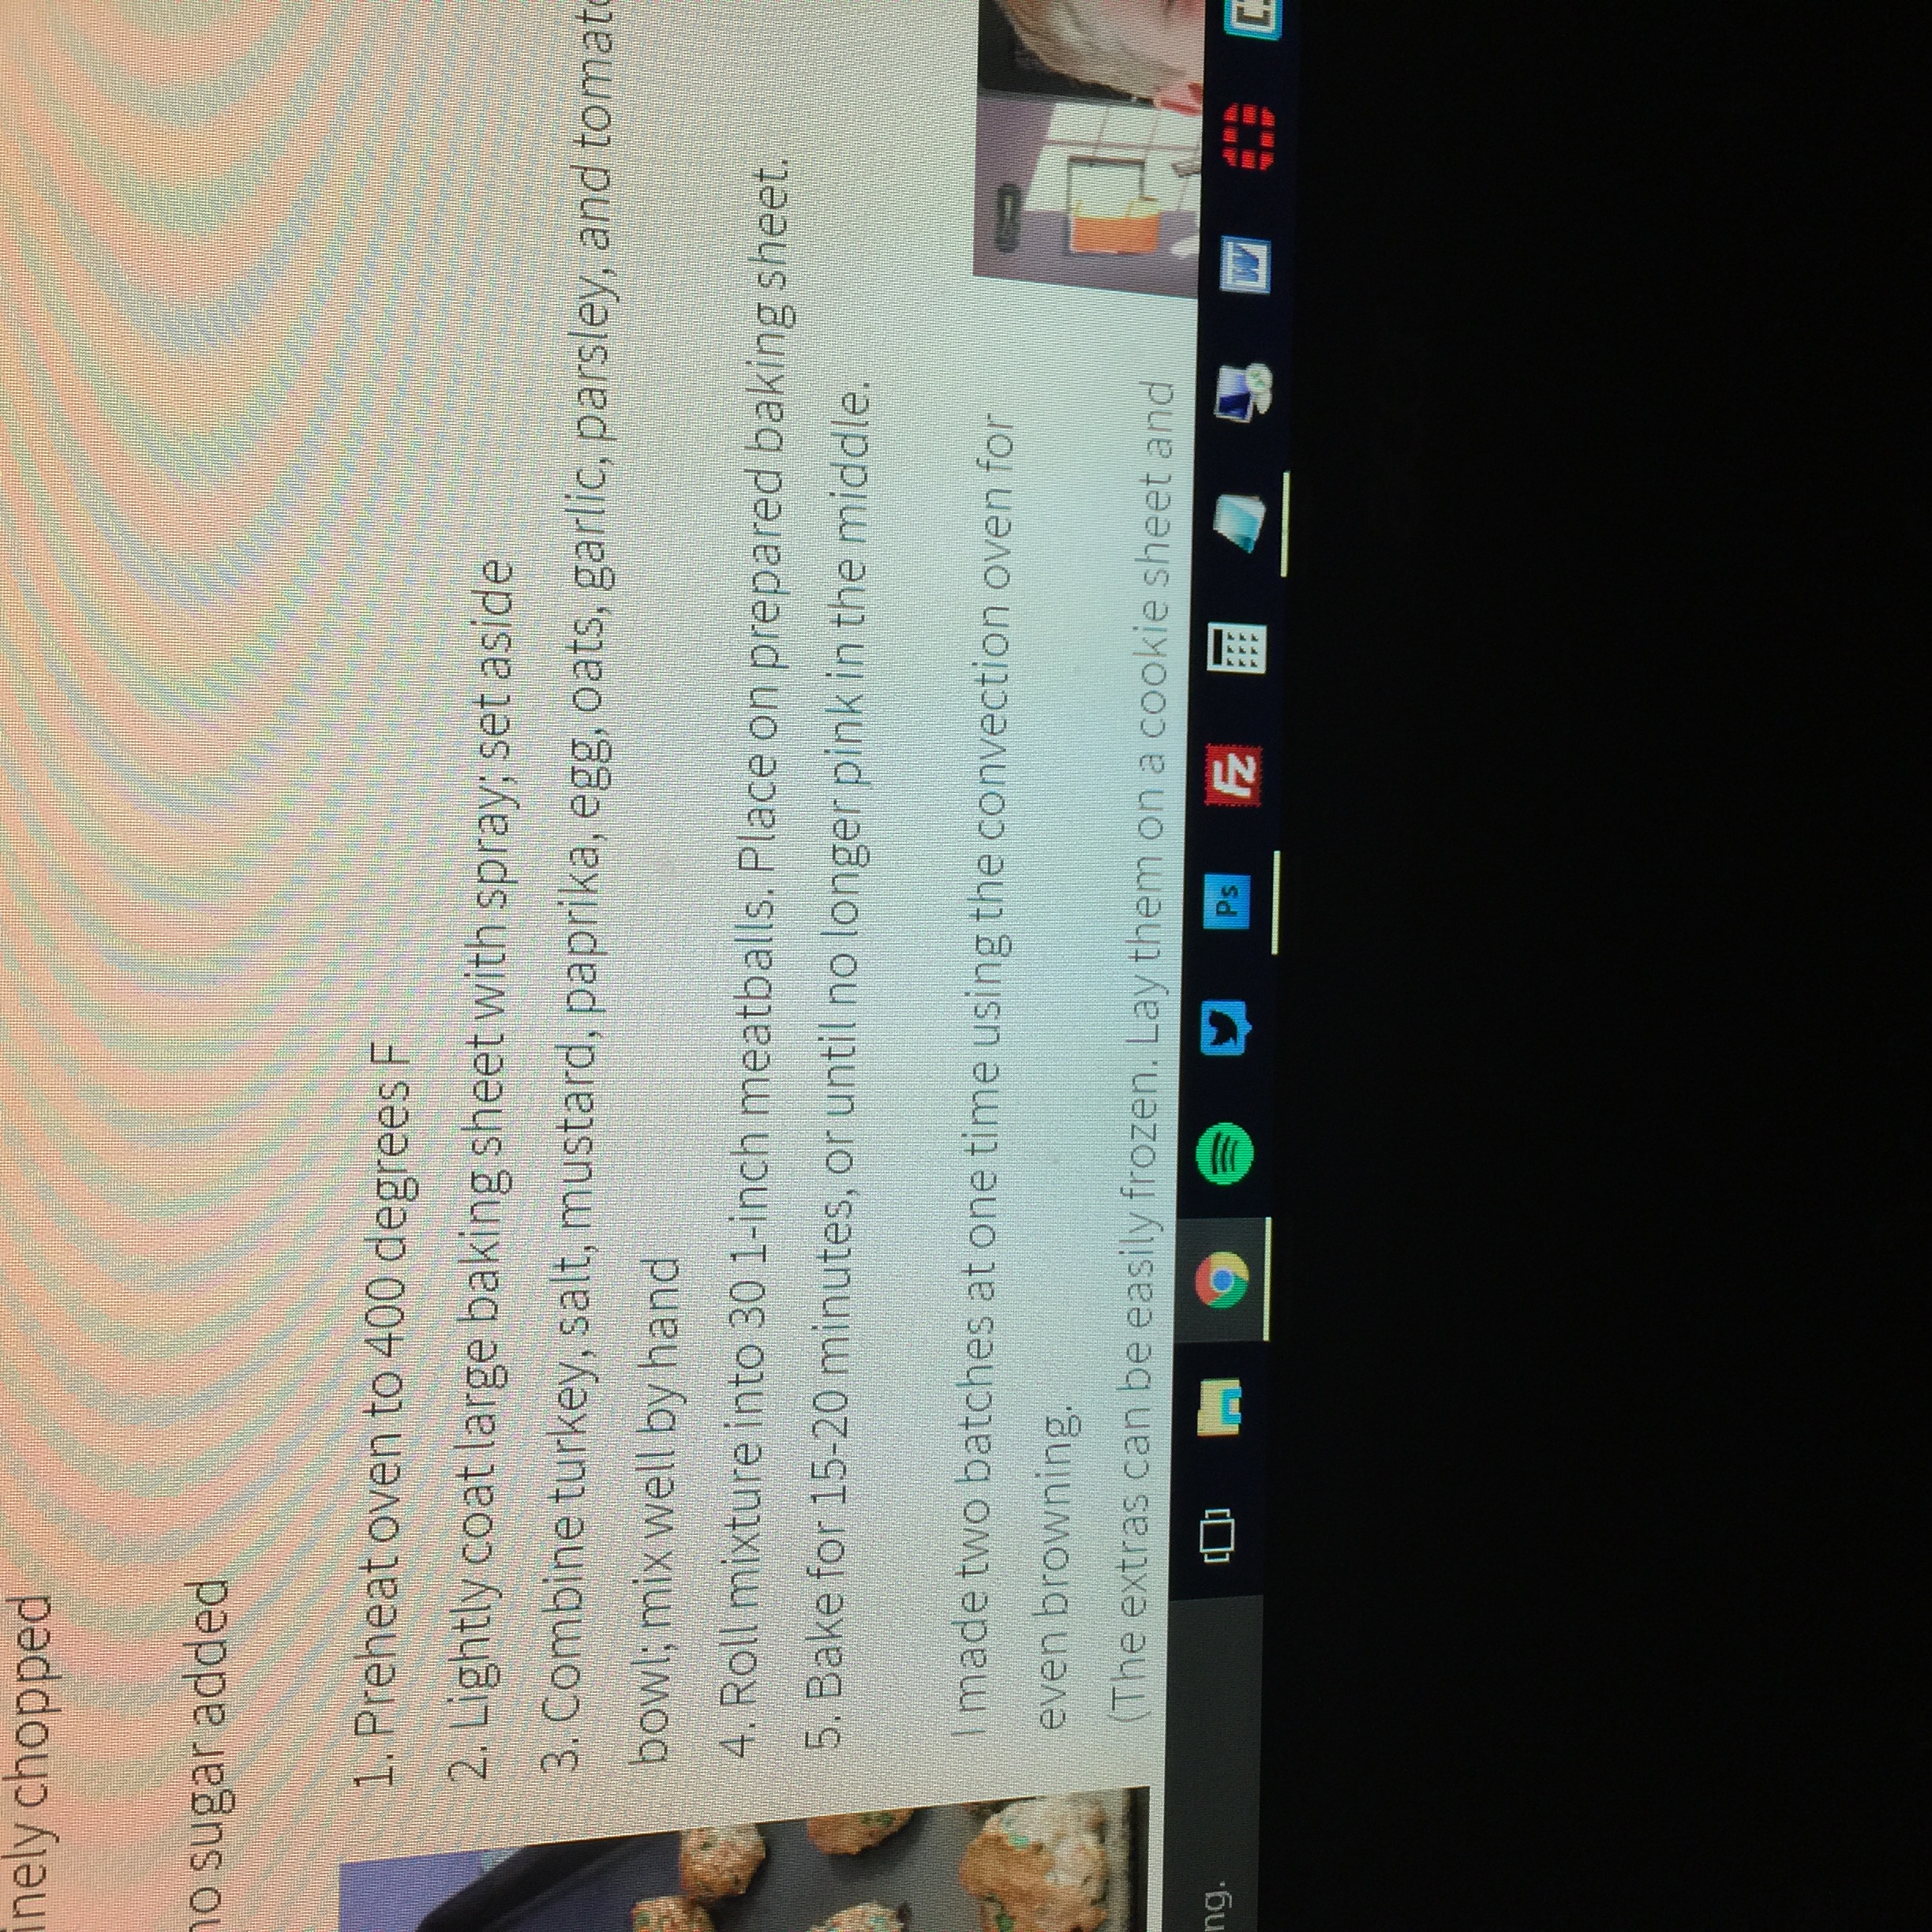 inely chopped
no sugar added
1. Preheat oven to 400 degrees F
2. Lightly coat large baking sheet with spray; set aside
3. Combine turkey, salt, mustard, paprika, egg, oats, garlic, parsley, and tomato
bowl; mix well by hand
4. Roll mixture into 30 1-inch meatballs. Place on prepared baking sheet.
5. Bake for 15-20 minutes, or until no longer pink in the middle.
I made two batches at one time using the convection oven for
even browning.
(The extras can be easily frozen. Lay them on a cookie sheet and
ng.
Ps
Fz
W